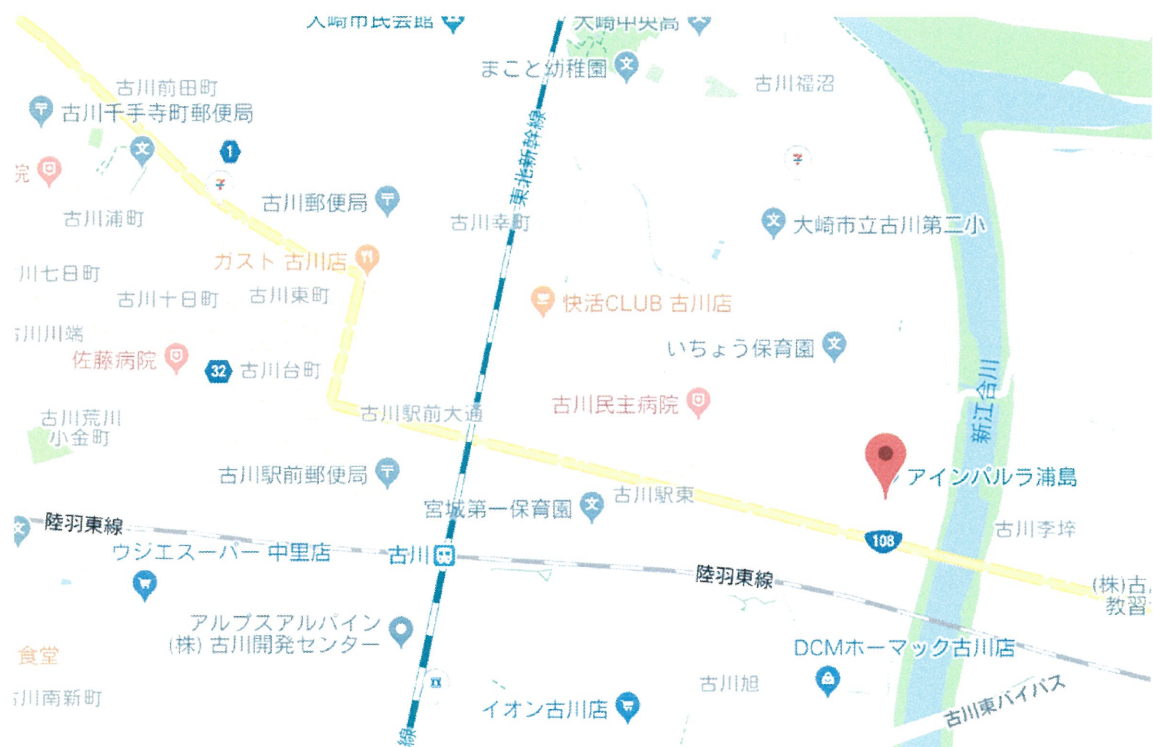 大崎市民会館
大崎中央高
まこと幼稚園
古川福沼
古川前田町
古川千手寺町郵便局
1
院
東北新幹線
古川郵便局
古川浦町
古川幸町
大崎市立古川第二小
ガスト 古川店
川七日町
古川十日町
古川東町
快活CLUB 古川店
古川川端
佐藤病院
32
古川台町
いちょう保育園
新江合川
古川民主病院
古川駅前大通
古川荒川
小金町
古川駅前郵便局
アインパルラ浦島
古川駅東
宮城第一保育園
陸羽東線
古川李埣
108
ウジエスーパー 中里店
古川
陸羽東線
(株)古
教習
アルプスアルパイン
(株) 古川開発センター
食堂
DCMホーマック古川店
古川旭
古川南新町
イオン古川店
古川東バイパス
線